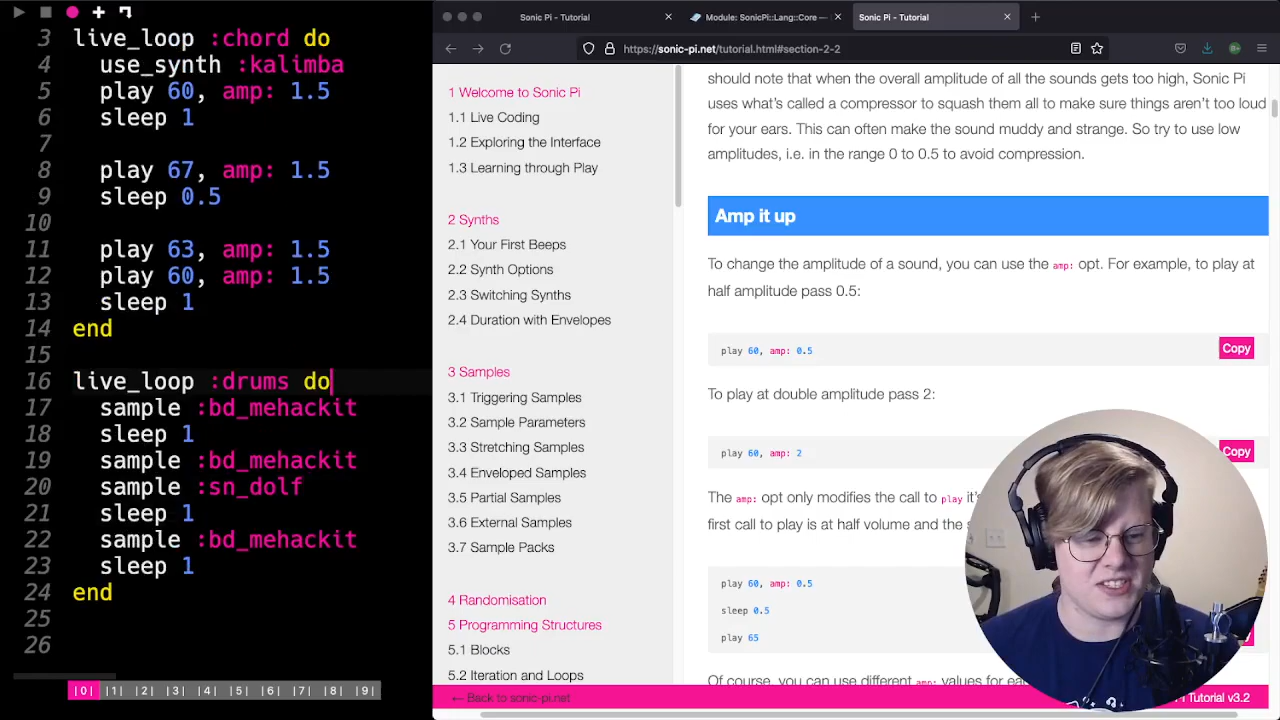 3 live_loop :chord do
4 use_synth :kalimba
5 play 60, amp: 1.5
6 sleep 1
7
8 play 67, amp: 1.5
9 sleep 0.5
10
11 play 63, amp: 1.5
12 play 60, amp: 1.5
13 sleep 1
14 end
15
16 live_loop :drums do
17 sample :bd_mehackit
18 sleep 1
19 sample :bd_mehackit
20 sample :sn_dolf
21 sleep 1
22 sample :bd_mehackit
23 sleep 1
24 end
25
26
|0| |1| |2| |3| |4| |5| |6| |7| |8| |9|
Sonic Pi - Tutorial
Module: SonicPi::Lang::Core —
Sonic Pi - Tutorial
https://sonic-pi.net/tutorial.html#section-2-2
1 Welcome to Sonic Pi
1.1 Live Coding
1.2 Exploring the Interface
1.3 Learning through Play
2 Synths
2.1 Your First Beeps
2.2 Synth Options
2.3 Switching Synths
2.4 Duration with Envelopes
3 Samples
3.1 Triggering Samples
3.2 Sample Parameters
3.3 Stretching Samples
3.4 Enveloped Samples
3.5 Partial Samples
3.6 External Samples
3.7 Sample Packs
4 Randomisation
5 Programming Structures
5.1 Blocks
5.2 Iteration and Loops
should note that when the overall amplitude of all the sounds gets too high, Sonic Pi
uses what's called a compressor to squash them all to make sure things aren't too loud
for your ears. This can often make the sound muddy and strange. So try to use low
amplitudes, i.e. in the range 0 to 0.5 to avoid compression.
Amp it up
To change the amplitude of a sound, you can use the amp: opt. For example, to play at
half amplitude pass 0.5:
play 60, amp: 0.5
Copy
To play at double amplitude pass 2:
play 60, amp: 2
Copy
The amp: opt only modifies the call to play it's
first call to play is at half volume and the
play 60, amp: 0.5
sleep 0.5
play 65
Of course, you can use different amp: values for
← Back to sonic-pi.net
Tutorial v3.2